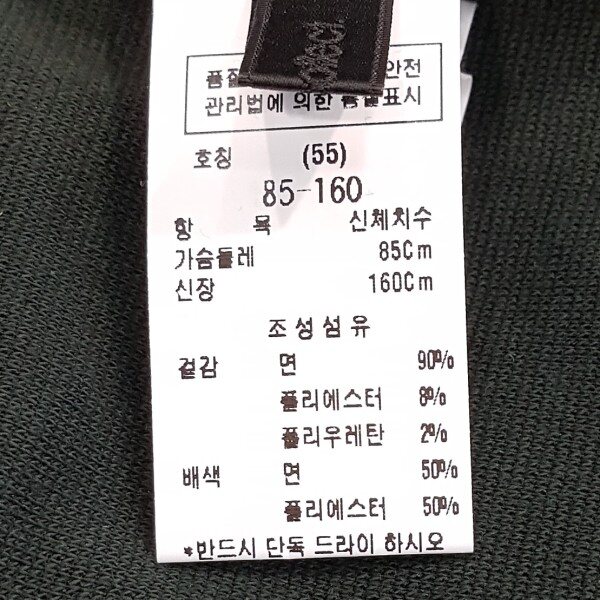 안전
관리법에 의한 품질표시
호칭 (55)
85-160
항 목 신체치수
가슴둘레 85Cm
신장 160Cm
조성섬유
겉감 면 90%
폴리에스터 8%
폴리우레탄 2%
배색 면 50%
폴리에스터 50%
*반드시 단독 드라이 하시오